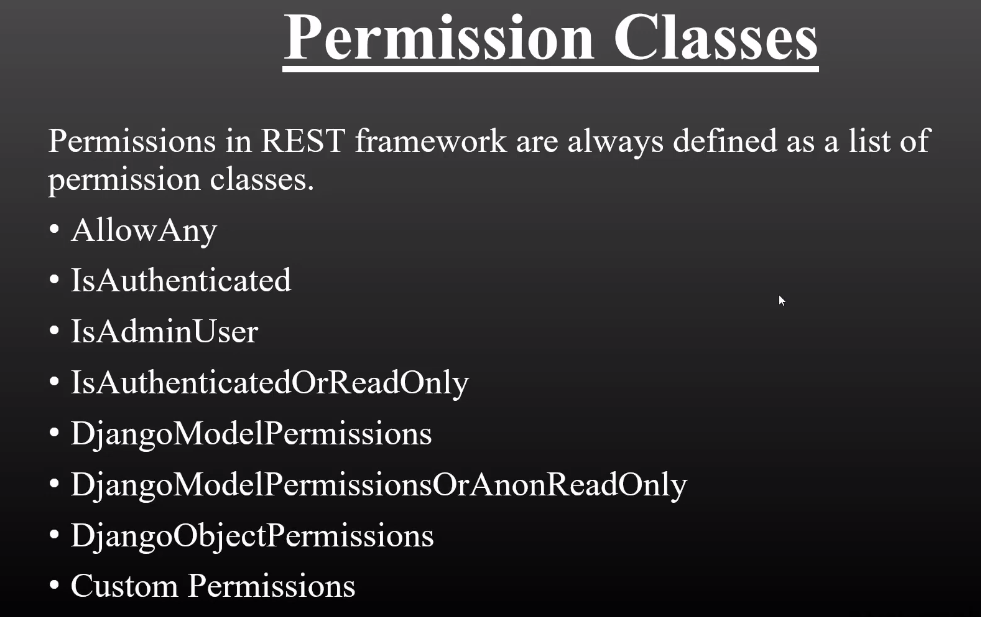 Permission Classes
Permissions in REST framework are always defined as a list of
permission classes.
• AllowAny
• IsAuthenticated
• IsAdminUser
• IsAuthenticatedOrReadOnly
• DjangoModelPermissions
• DjangoModelPermissionsOrAnonReadOnly
• DjangoObjectPermissions
• Custom Permissions